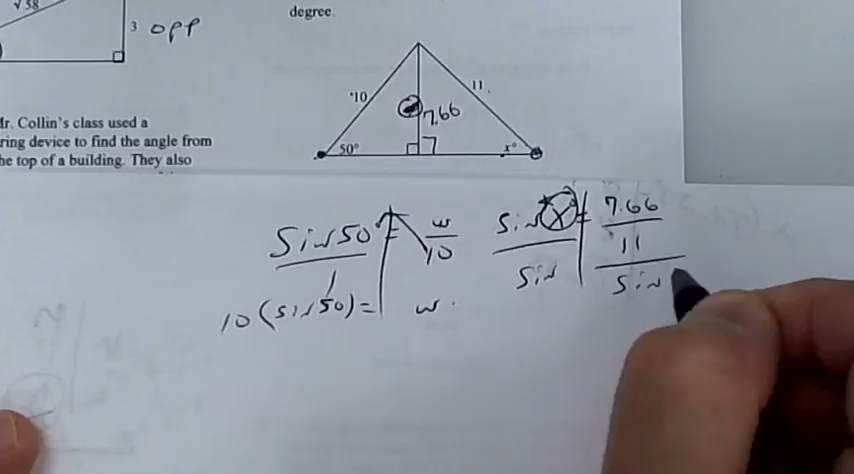 √58
3 opp
degree.
10
11
7.66
50°
x°
Mr. Collin's class used a
ring device to find the angle from
he top of a building. They also
Sin 50 = w
1 10
10 (sin 50) = w
sin x = 7.66
11
Sin Sin